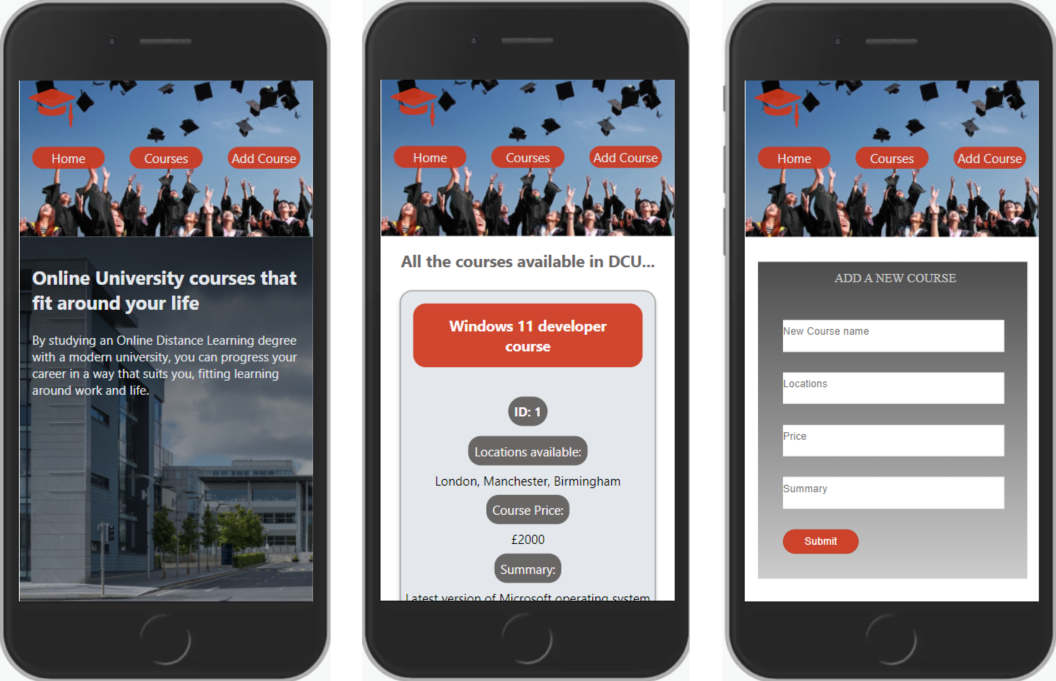 Home Courses Add Course
Online University courses that
fit around your life
By studying an Online Distance Learning degree
with a modern university, you can progress your
career in a way that suits you, fitting learning
around work and life.
Home Courses Add Course
All the courses available in DCU...
Windows 11 developer
course
ID: 1
Locations available:
London, Manchester, Birmingham
Course Price:
£2000
Summary:
Latest version of Microsoft operating system
Home Courses Add Course
ADD A NEW COURSE
New Course name
Locations
Price
Summary
Submit